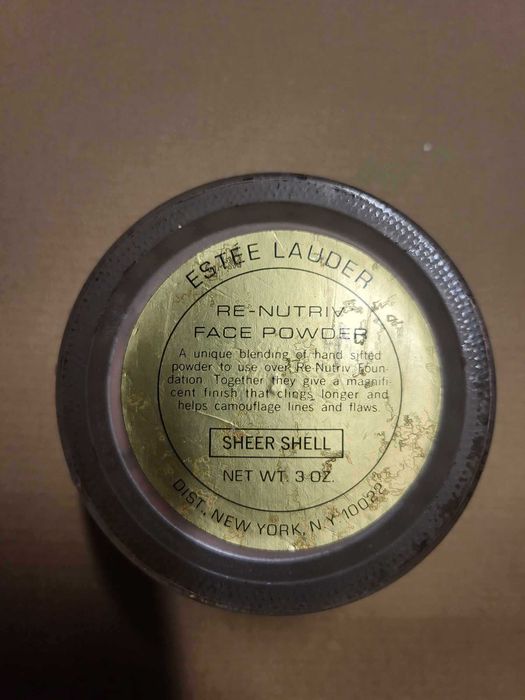 ESTĒE LAUDER
RE-NUTRIV
FACE POWDER
A unique blending of hand sifted
powder to use over Re-Nutriv Foun-
dation. Together they give a magnifi-
cent finish that clings longer and
helps camouflage lines and flaws.
SHEER SHELL
NET WT. 3 OZ.
DIST., NEW YORK, N.Y. 10022